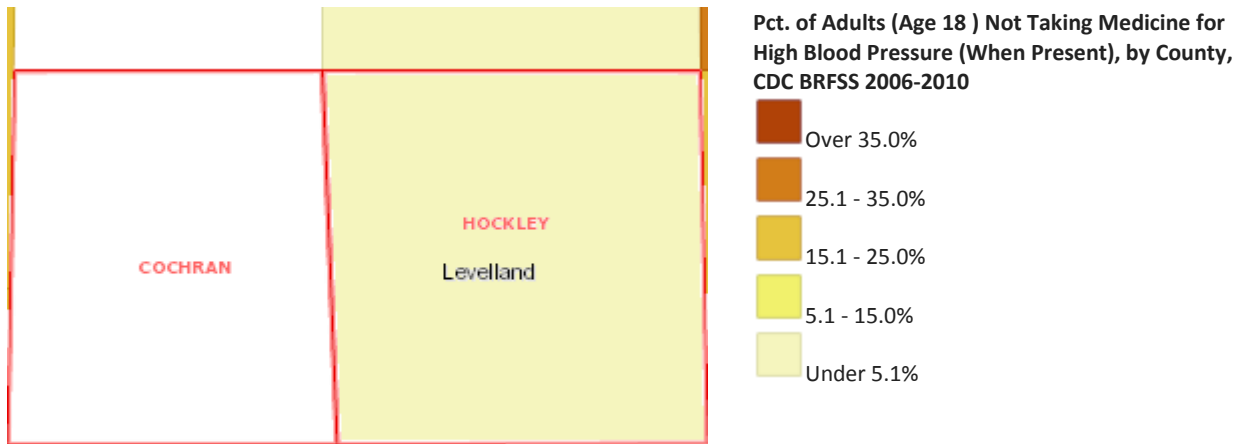 Pct. of Adults (Age 18 ) Not Taking Medicine for
High Blood Pressure (When Present), by County,
CDC BRFSS 2006-2010
Over 35.0%
25.1 - 35.0%
15.1 - 25.0%
5.1 - 15.0%
Under 5.1%
HOCKLEY
COCHRAN
Levelland